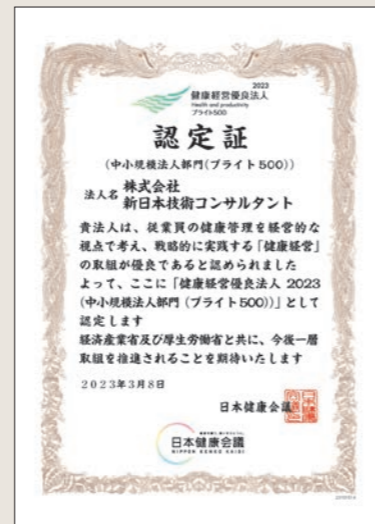 2023
健康経営優良法人
Health and productivity
ブライト500
認定証
(中小規模法人部門(ブライト500))
法人名 株式会社
新日本技術コンサルタント
貴法人は、従業員の健康管理を経営的な
視点で考え、戦略的に実践する「健康経営」
の取組が優良であると認められました
よって、ここに「健康経営優良法人 2023
(中小規模法人部門(ブライト500))」として
認定します
経済産業省及び厚生労働省と共に、今後一層
取組を推進されることを期待いたします
2023年3月8日
日本健康会議
日本健康会議
NIPPON KENKO KAIGI